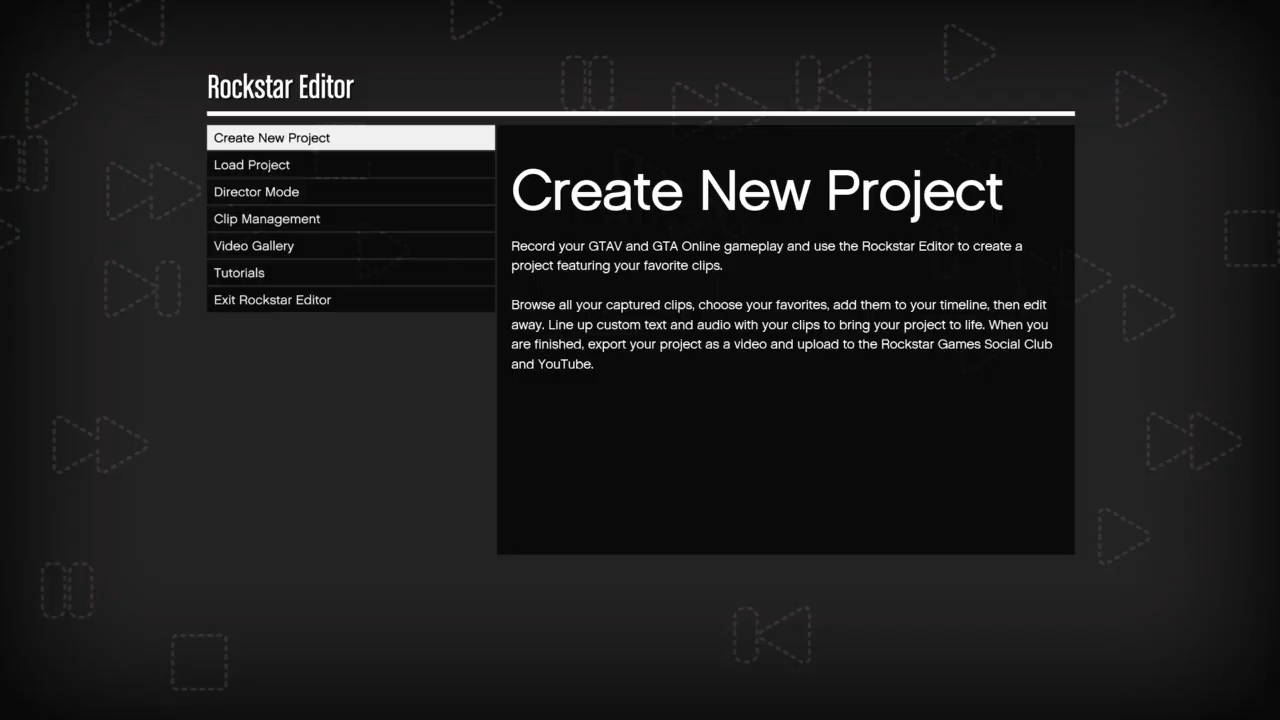 Rockstar Editor
Create New Project
Load Project
Director Mode
Clip Management
Video Gallery
Tutorials
Exit Rockstar Editor
Create New Project
Record your GTAV and GTA Online gameplay and use the Rockstar Editor to create a
project featuring your favorite clips.
Browse all your captured clips, choose your favorites, add them to your timeline, then edit
away. Line up custom text and audio with your clips to bring your project to life. When you
are finished, export your project as a video and upload to the Rockstar Games Social Club
and YouTube.